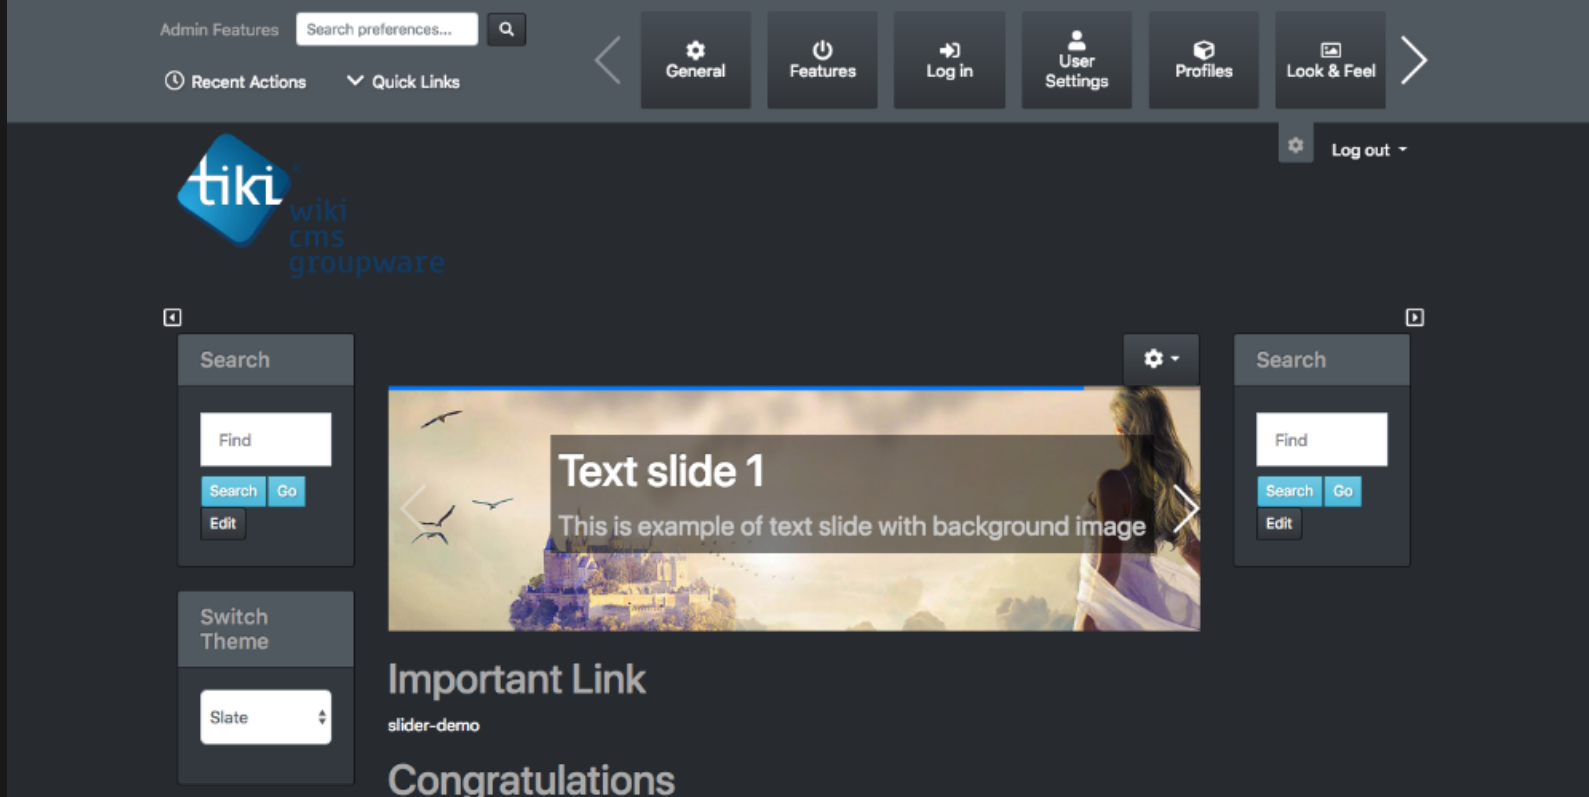 Admin Features
Search preferences...
Recent Actions
Quick Links
General
Features
Log in
User
Settings
Profiles
Look & Feel
Log out
tiki
wiki
cms
groupware
Search
Find
Search Go
Edit
Switch
Theme
Slate
Text slide 1
This is example of text slide with background image
Important Link
slider-demo
Congratulations
Search
Find
Search Go
Edit